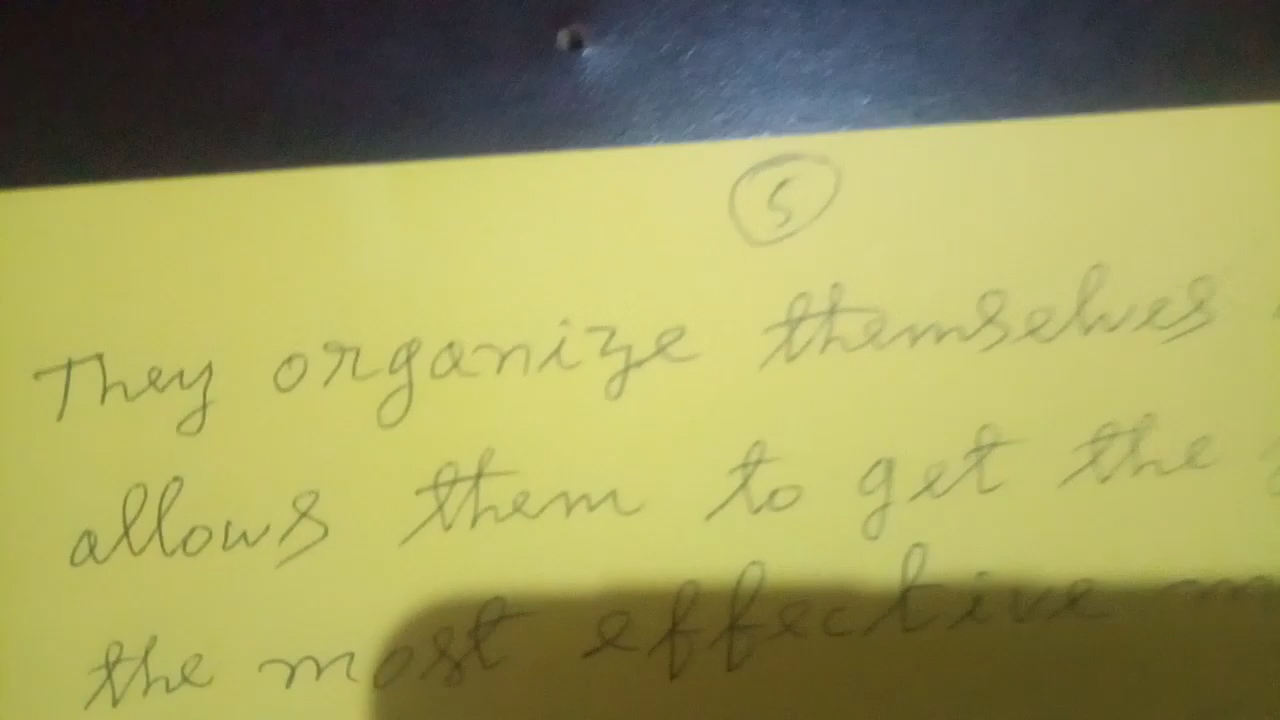 5
They organize themselves
allows them to get the
the most effective